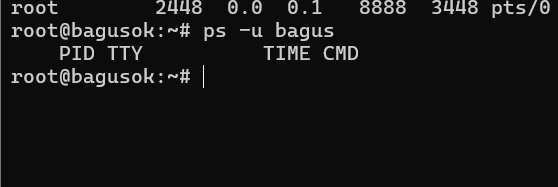 root 2448 0.0 0.1 8888 3448 pts/0
root@bagusok:~# ps -u bagus
PID TTY TIME CMD
root@bagusok:~#